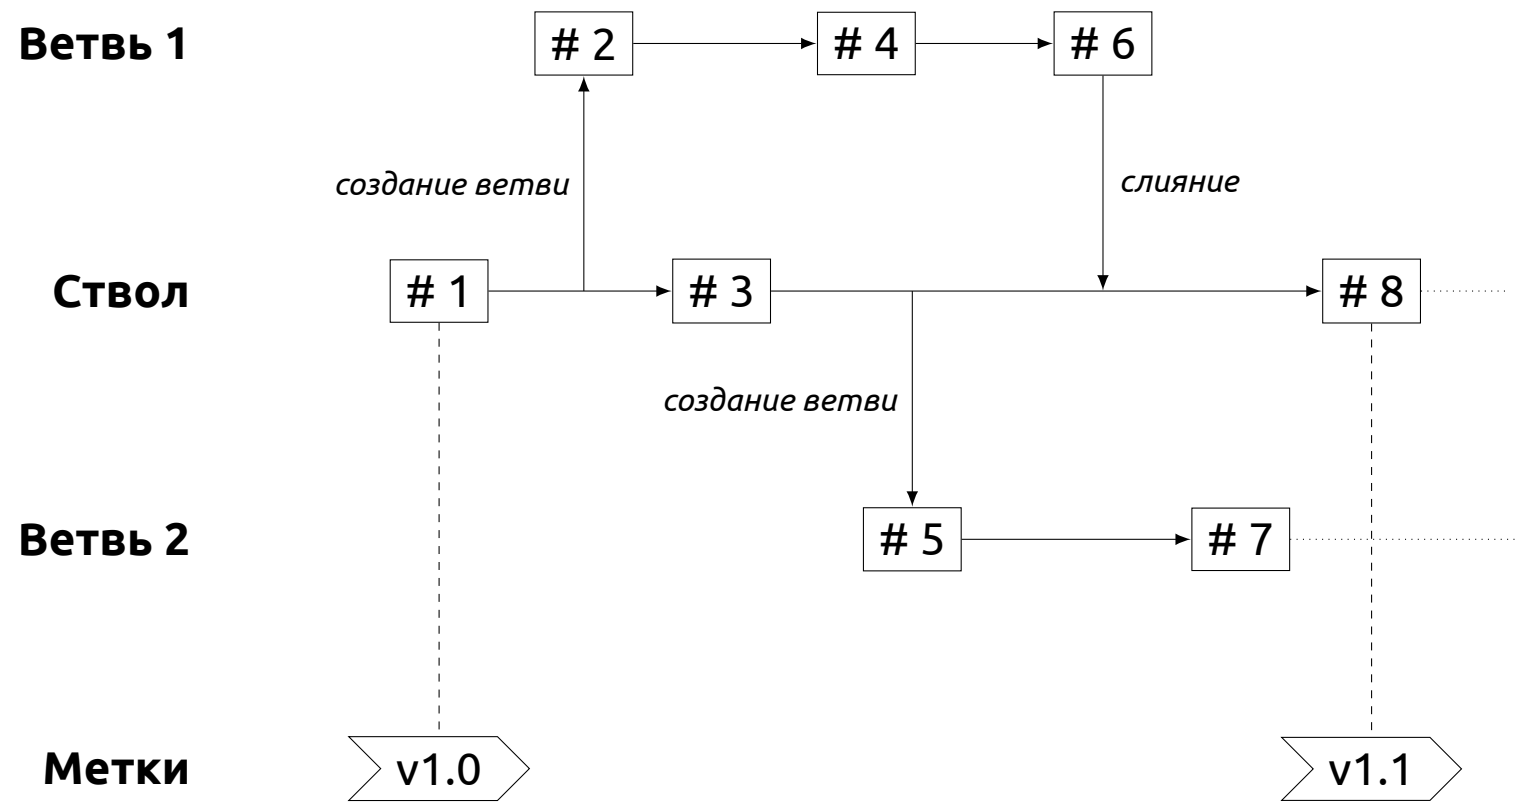 Ветвь 1
# 2
# 4
# 6
создание ветви
слияние
Ствол
# 1
# 3
# 8
создание ветви
Ветвь 2
# 5
# 7
Метки
v1.0
v1.1